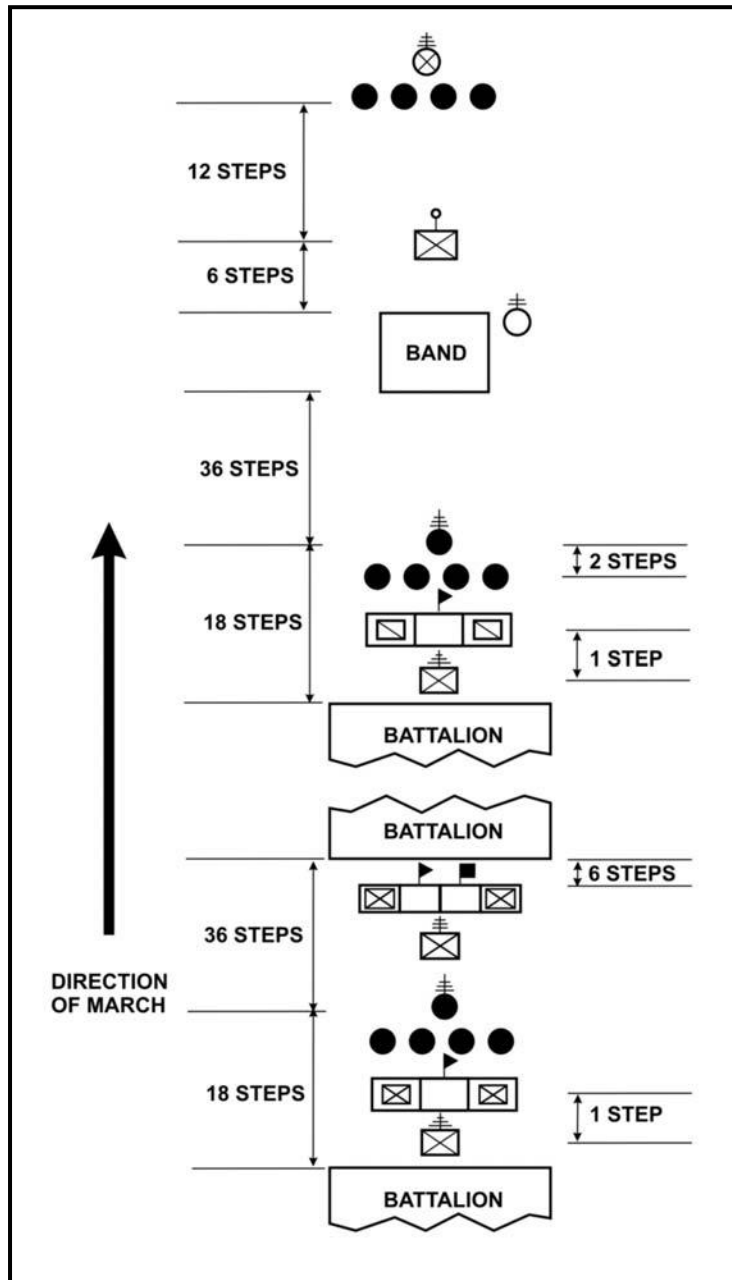 12 STEPS
6 STEPS
BAND
36 STEPS
2 STEPS
18 STEPS
1 STEP
BATTALION
BATTALION
6 STEPS
36 STEPS
DIRECTION
OF MARCH
18 STEPS
1 STEP
BATTALION